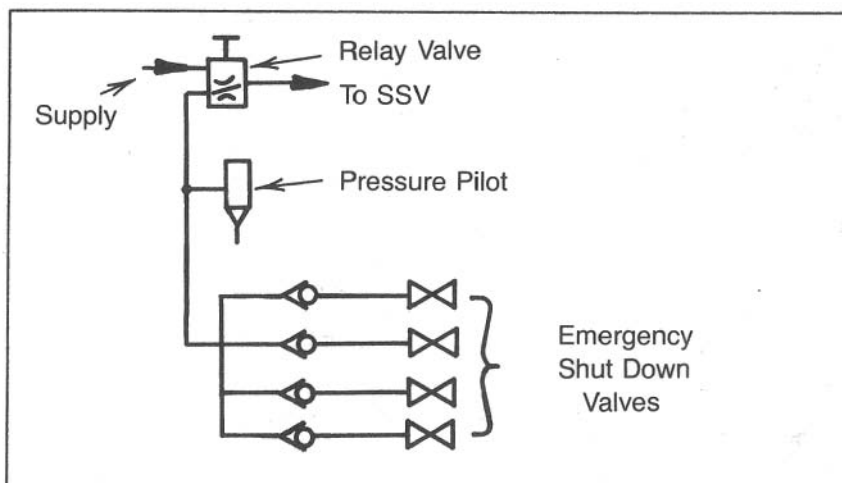 Relay Valve
To SSV
Supply
Pressure Pilot
Emergency
Shut Down
Valves